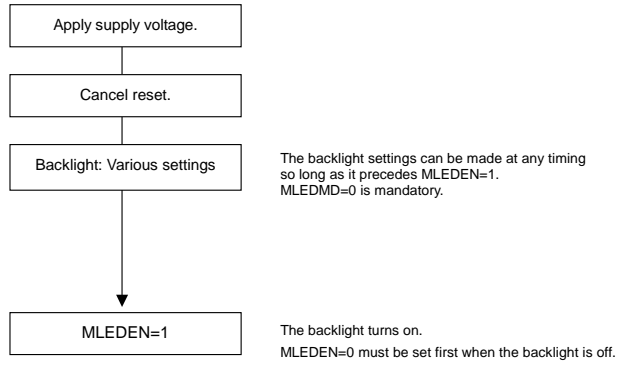 Apply supply voltage.
Cancel reset.
Backlight: Various settings
The backlight settings can be made at any timing
so long as it precedes MLEDEN=1.
MLEDMD=0 is mandatory.
MLEDEN=1
The backlight turns on.
MLEDEN=0 must be set first when the backlight is off.